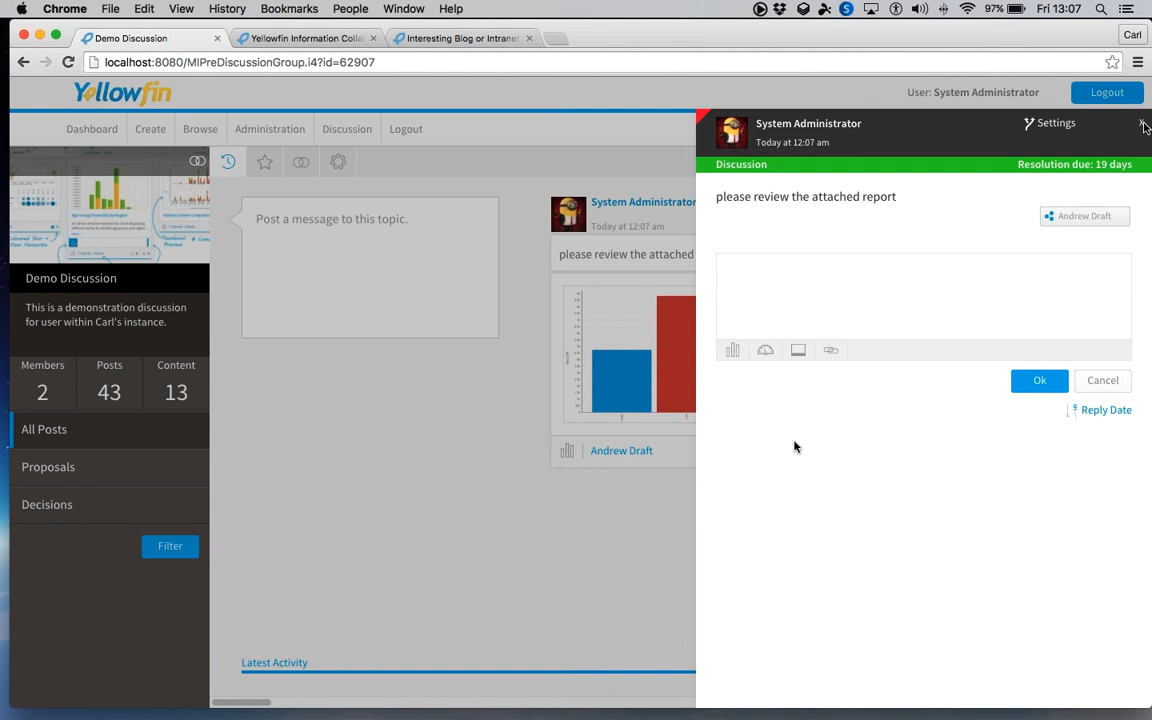 Chrome File Edit View History Bookmarks People Window Help 97% Fri 13:07
Demo Discussion Yellowfin Information Colla Interesting Blog or Intranet Carl
localhost:8080/MIPreDiscussionGroup.i4?id=62907
Yellowfin User: System Administrator Logout
Dashboard Create Browse Administration Discussion Logout
System Administrator Settings X
Today at 12:07 am
Discussion Resolution due: 19 days
please review the attached report
Andrew Draft
Ok Cancel
Reply Date
Post a message to this topic.
System Administrator
Today at 12:07 am
please review the attached
Andrew Draft
Demo Discussion
This is a demonstration discussion
for user within Carl's instance.
Members Posts Content
2 43 13
All Posts
Proposals
Decisions
Filter
Latest Activity